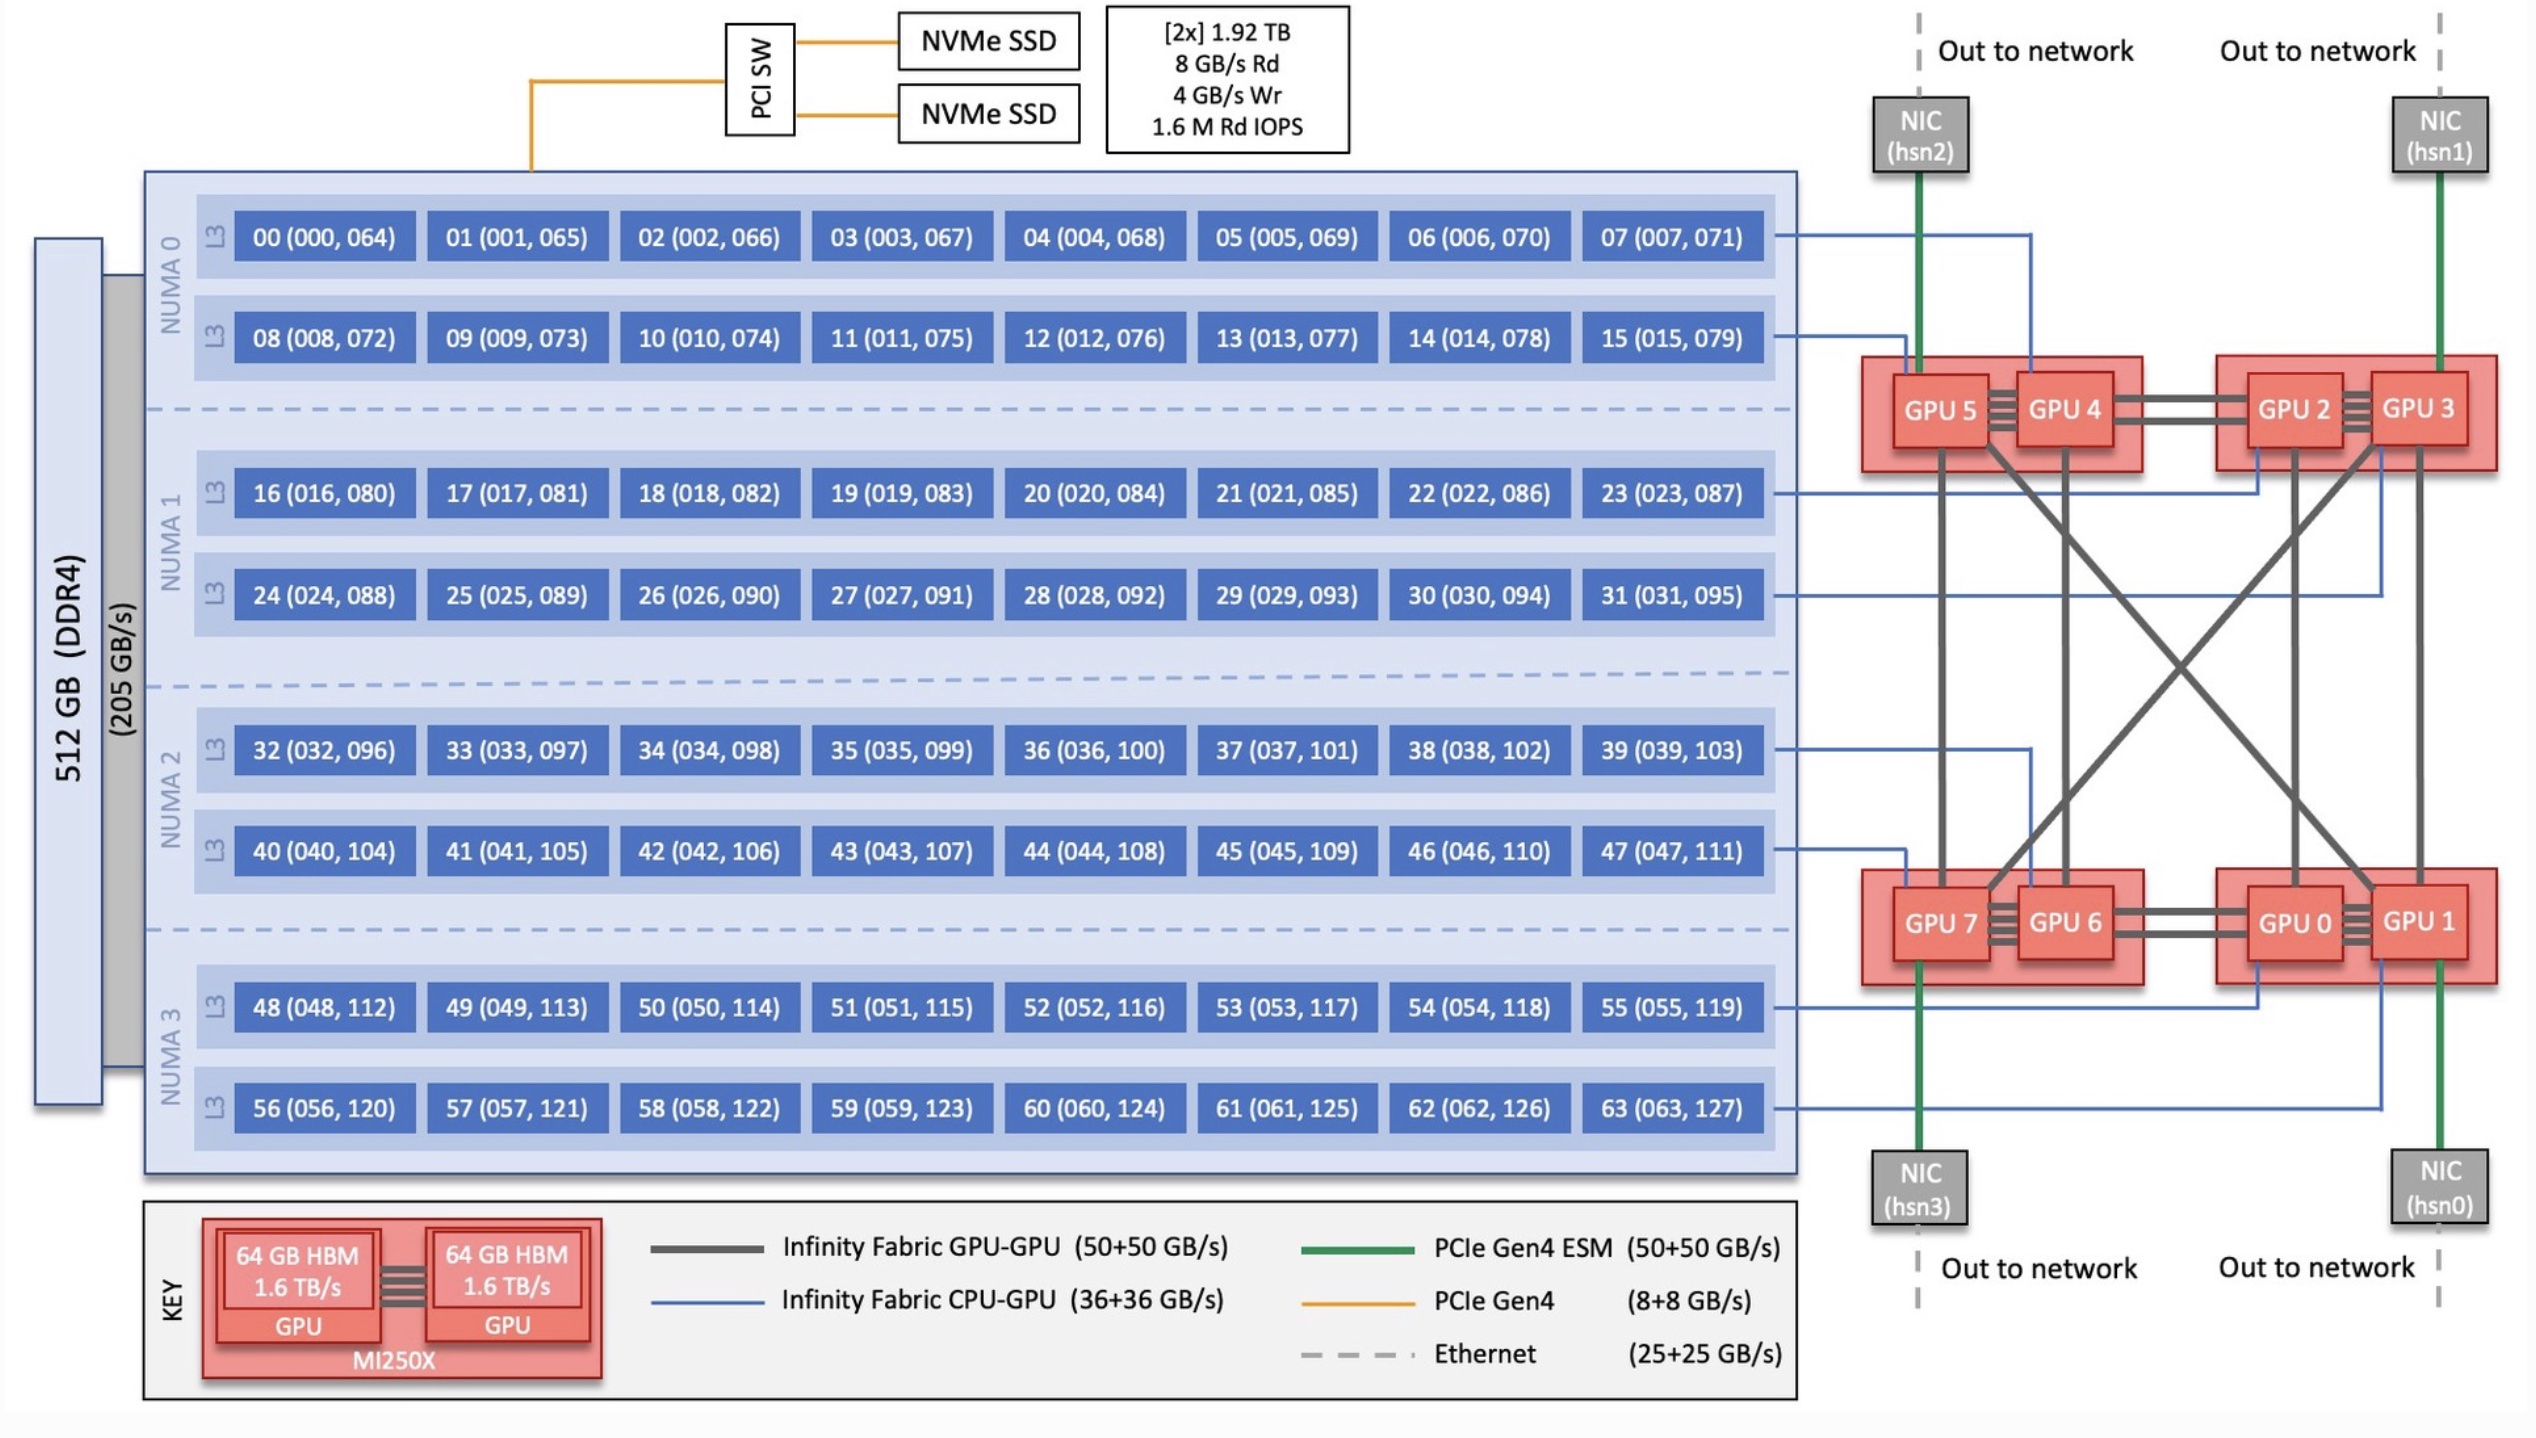 NVMe SSD
NVMe SSD
PCI SW
[2x] 1.92 TB
8 GB/s Rd
4 GB/s Wr
1.6 M Rd IOPS
Out to network
Out to network
NIC
(hsn2)
NIC
(hsn1)
512 GB (DDR4)
(205 GB/s)
NUMA 0
L3
00 (000, 064)
01 (001, 065)
02 (002, 066)
03 (003, 067)
04 (004, 068)
05 (005, 069)
06 (006, 070)
07 (007, 071)
L3
08 (008, 072)
09 (009, 073)
10 (010, 074)
11 (011, 075)
12 (012, 076)
13 (013, 077)
14 (014, 078)
15 (015, 079)
NUMA 1
L3
16 (016, 080)
17 (017, 081)
18 (018, 082)
19 (019, 083)
20 (020, 084)
21 (021, 085)
22 (022, 086)
23 (023, 087)
L3
24 (024, 088)
25 (025, 089)
26 (026, 090)
27 (027, 091)
28 (028, 092)
29 (029, 093)
30 (030, 094)
31 (031, 095)
NUMA 2
L3
32 (032, 096)
33 (033, 097)
34 (034, 098)
35 (035, 099)
36 (036, 100)
37 (037, 101)
38 (038, 102)
39 (039, 103)
L3
40 (040, 104)
41 (041, 105)
42 (042, 106)
43 (043, 107)
44 (044, 108)
45 (045, 109)
46 (046, 110)
47 (047, 111)
NUMA 3
L3
48 (048, 112)
49 (049, 113)
50 (050, 114)
51 (051, 115)
52 (052, 116)
53 (053, 117)
54 (054, 118)
55 (055, 119)
L3
56 (056, 120)
57 (057, 121)
58 (058, 122)
59 (059, 123)
60 (060, 124)
61 (061, 125)
62 (062, 126)
63 (063, 127)
GPU 5
GPU 4
GPU 2
GPU 3
GPU 7
GPU 6
GPU 0
GPU 1
NIC
(hsn3)
NIC
(hsn0)
Out to network
Out to network
KEY
64 GB HBM
1.6 TB/s
GPU
64 GB HBM
1.6 TB/s
GPU
MI250X
Infinity Fabric GPU-GPU (50+50 GB/s)
Infinity Fabric CPU-GPU (36+36 GB/s)
PCIe Gen4 ESM (50+50 GB/s)
PCIe Gen4 (8+8 GB/s)
Ethernet (25+25 GB/s)